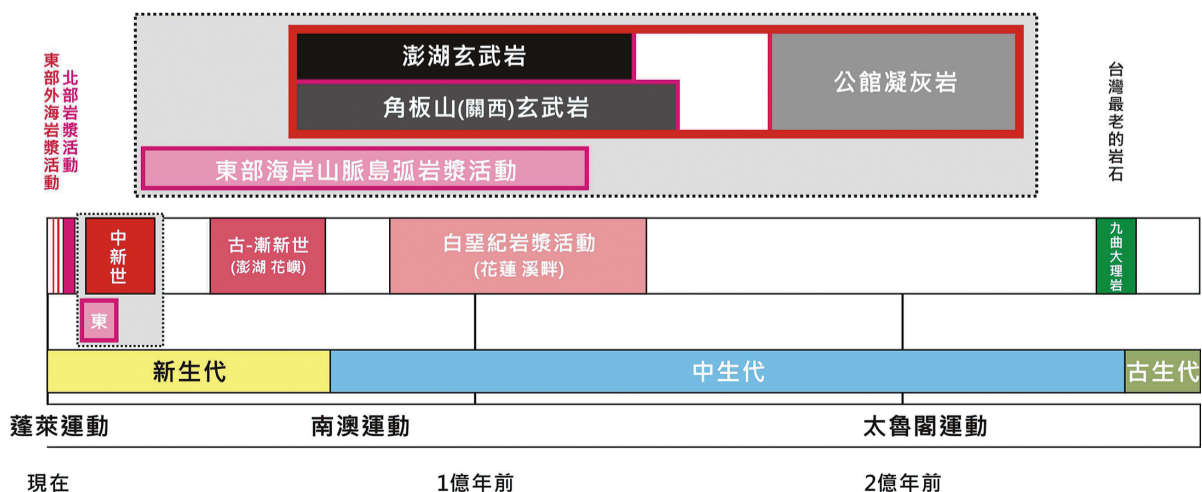 東部外海岩漿活動
北部岩漿活動
澎湖玄武岩
角板山(關西)玄武岩
公館凝灰岩
東部海岸山脈島弧岩漿活動
台灣最老的岩石
中新世
古-漸新世
(澎湖 花嶼)
白堊紀岩漿活動
(花蓮 溪畔)
九曲大理岩
東
新生代
中生代
古生代
蓬萊運動
南澳運動
太魯閣運動
現在
1億年前
2億年前